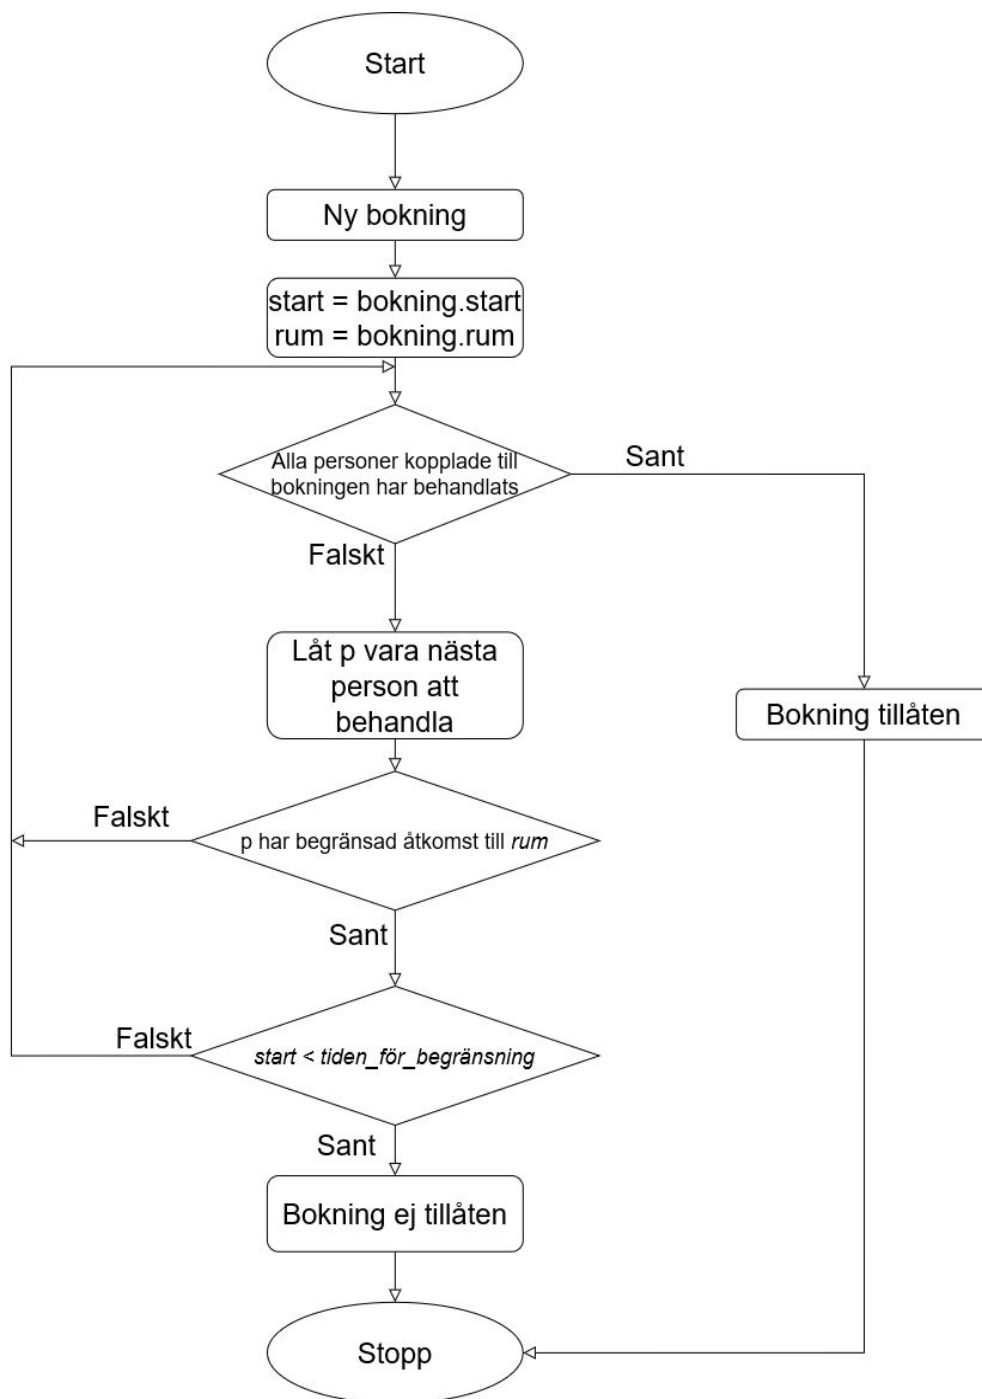 Start
Ny bokning
start = bokning.start
rum = bokning.rum
Alla personer kopplade till
bokningen har behandlats
Sant
Falskt
Låt p vara nästa
person att
behandla
Bokning tillåten
Falskt
p har begränsad åtkomst till rum
Sant
Falskt
start < tiden_för_begränsning
Sant
Bokning ej tillåten
Stopp